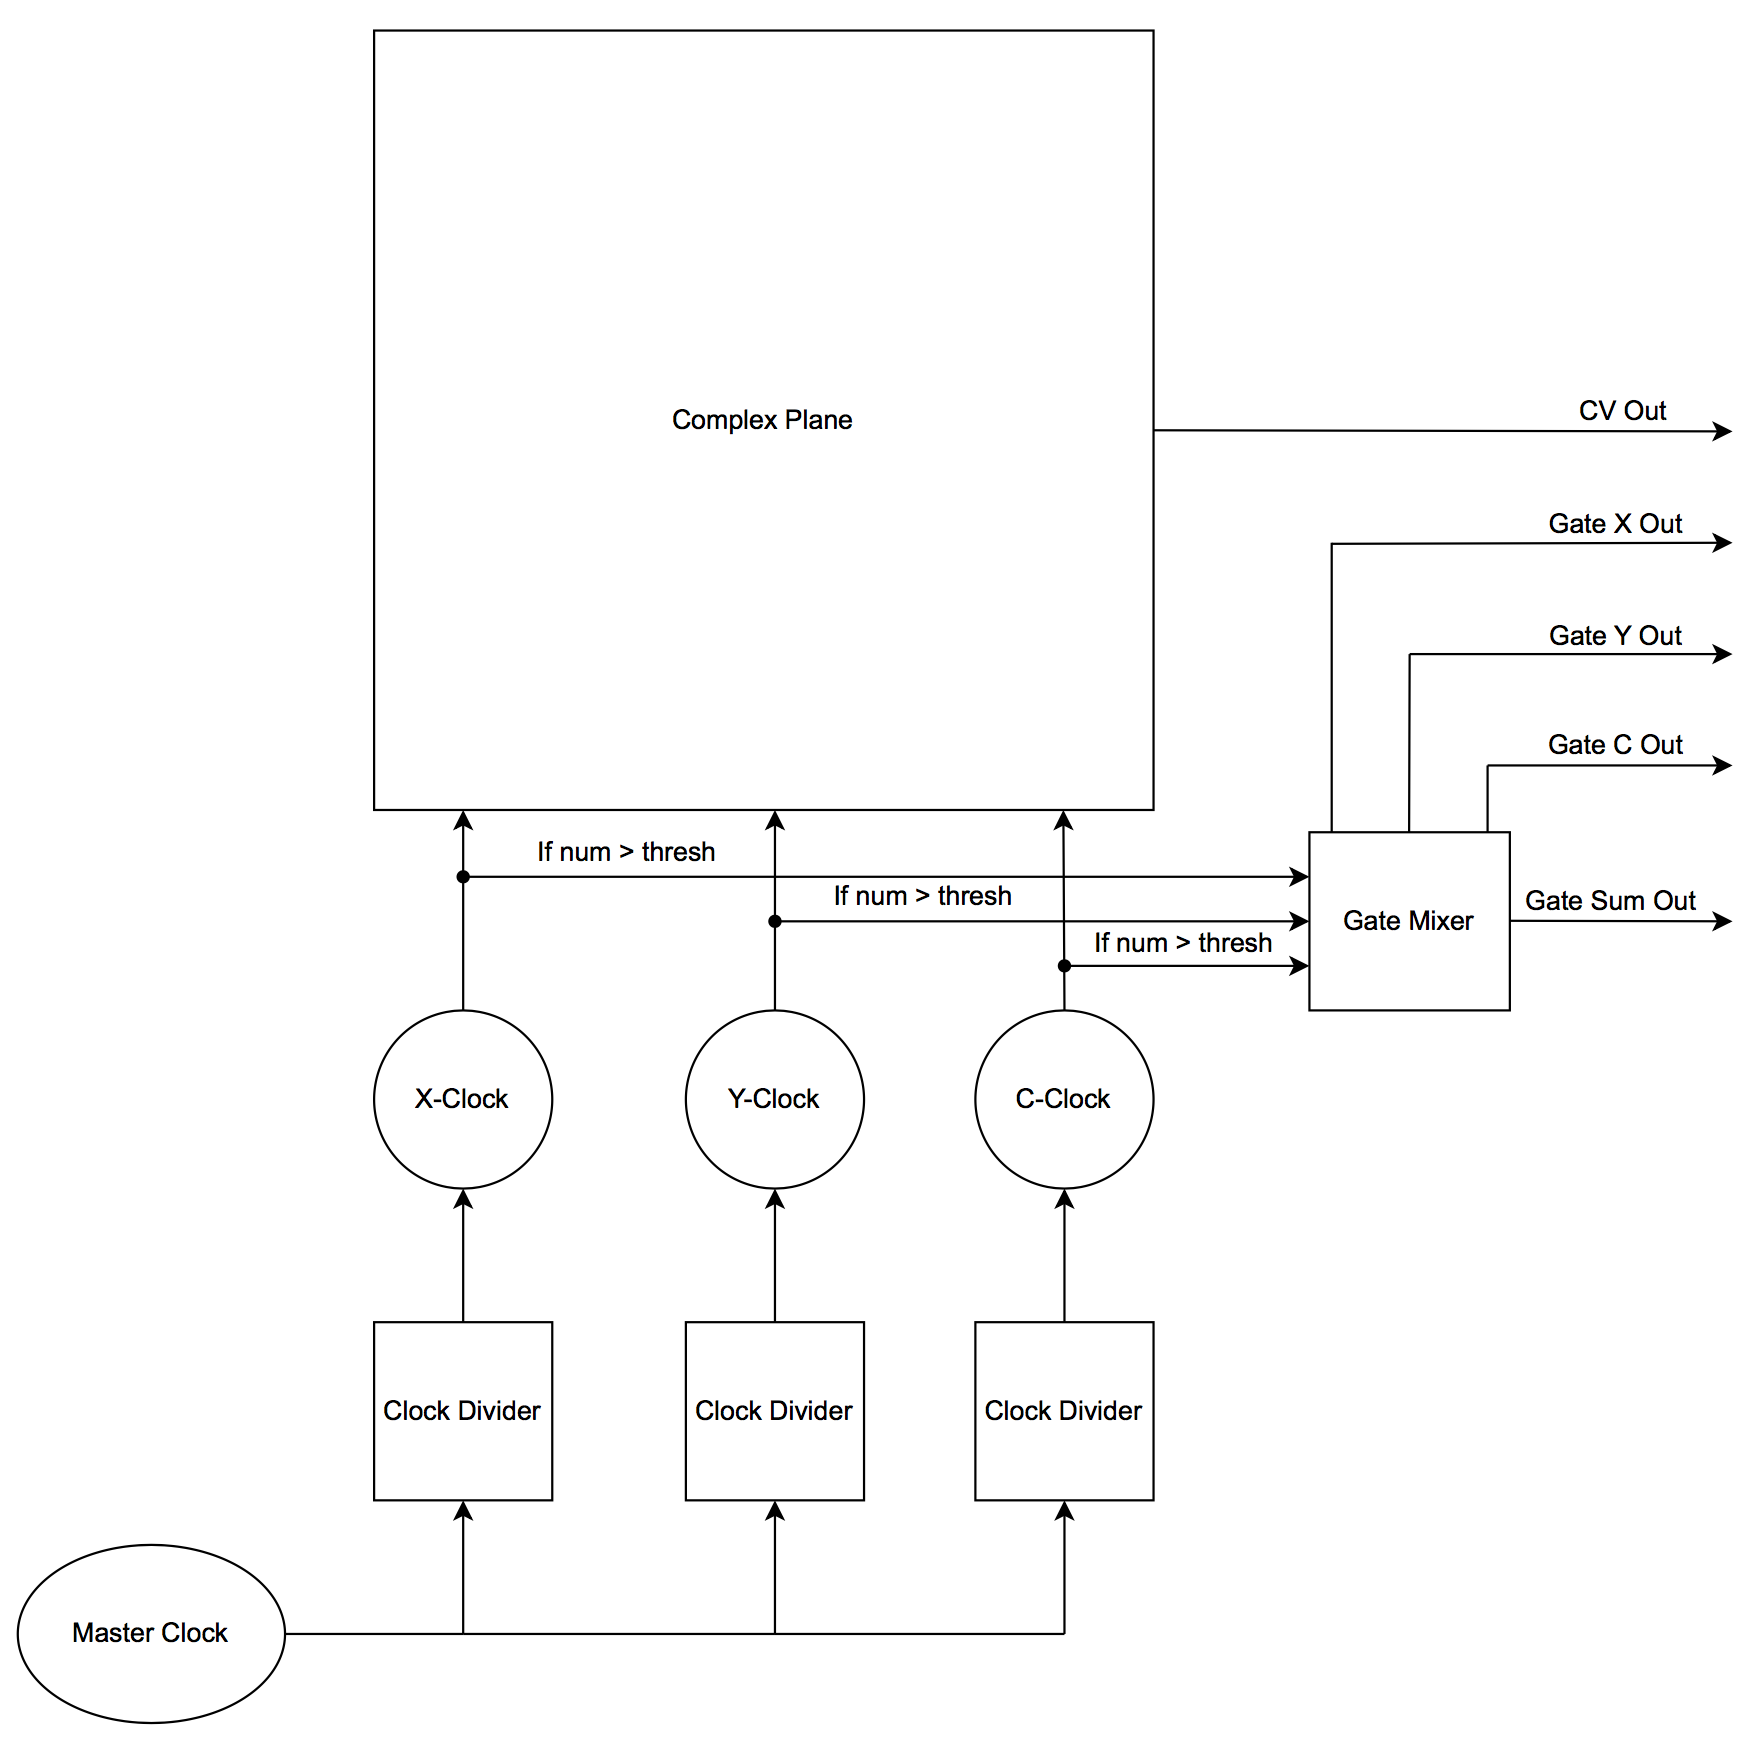 Complex Plane
CV Out
Gate X Out
Gate Y Out
Gate C Out
If num > thresh
If num > thresh
If num > thresh
Gate Mixer
Gate Sum Out
X-Clock
Y-Clock
C-Clock
Clock Divider
Clock Divider
Clock Divider
Master Clock